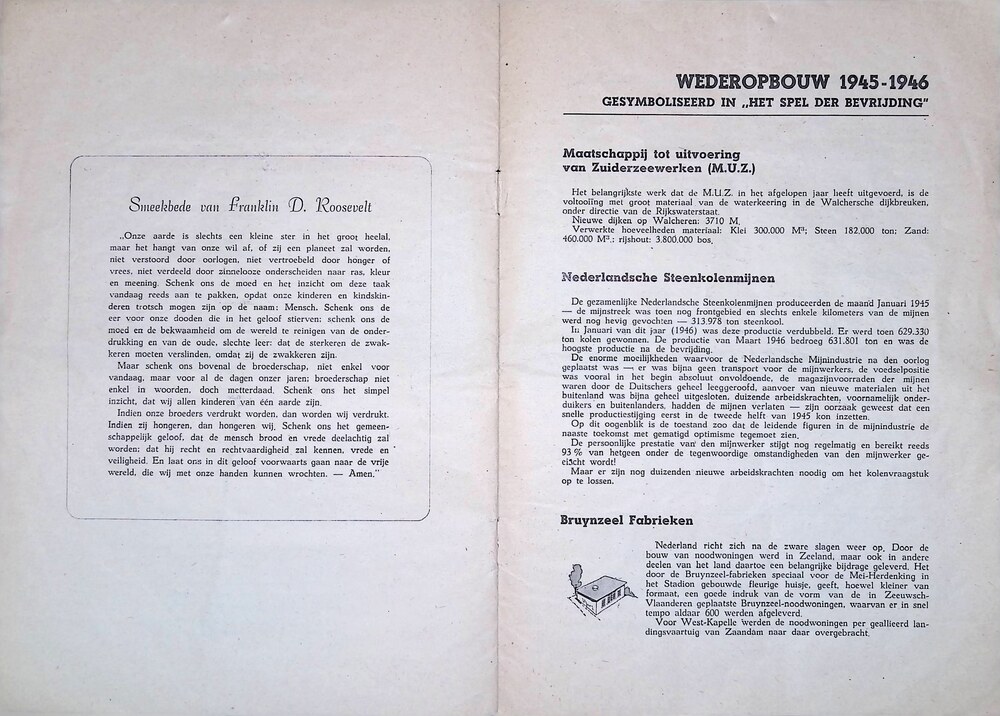 Smeekbede van Franklin D. Roosevelt
„Onze aarde is slechts een kleine ster in het groot heelal,
maar het hangt van onze wil af, of zij een planeet zal worden,
niet verstoord door oorlogen, niet vertroebeld door honger of
vrees, niet verdeeld door zinnelooze onderscheiden naar ras, kleur
en meening. Schenk ons de moed en het inzicht om deze taak
vandaag reeds aan te pakken, opdat onze kinderen en kindskin-
deren trotsch mogen zijn op de naam: Mensch. Schenk ons de
eer voor onze dooden die in het geloof stierven: schenk ons de
moed en de bekwaamheid om de wereld te reinigen van de onder-
drukking en van de oude, slechte leer: dat de sterkeren de zwak-
keren moeten verslinden, omdat zij de zwakkeren zijn.
Maar schenk ons bovenal de broederschap, niet enkel voor
vandaag, maar voor al de dagen onzer jaren; broederschap niet
enkel in woorden, doch metterdaad. Schenk ons het simpel
inzicht, dat wij allen kinderen van één aarde zijn.
Indien onze broeders verdrukt worden, dan worden wij verdrukt.
Indien zij hongeren, dan hongeren wij. Schenk ons het gemeen-
schappelijk geloof, dat de mensch brood en vrede deelachtig zal
worden: dat hij recht en rechtvaardigheid zal kennen, vrede en
veiligheid. En laat ons in dit geloof voorwaarts gaan naar de vrije
wereld, die wij met onze handen kunnen wrochten. — Amen."
WEDEROPBOUW 1945-1946
GESYMBOLISEERD IN „HET SPEL DER BEVRIJDING"
Maatschappij tot uitvoering
van Zuiderzeewerken (M.U.Z.)
Het belangrijkste werk dat de M.U.Z. in het afgelopen jaar heeft uitgevoerd, is de
voltooiing met groot materiaal van de waterkeering in de Walchersche dijkbreuken,
onder directie van de Rijkswaterstaat.
Nieuwe dijken op Walcheren: 3710 M.
Verwerkte hoeveelheden materiaal: Klei 300.000 M³; Steen 182.000 ton; Zand:
460.000 M³.; rijshout: 3.800.000 bos.
Nederlandsche Steenkolenmijnen
De gezamenlijke Nederlandsche Steenkolenmijnen produceerden de maand Januari 1945
— de mijnstreek was toen nog frontgebied en slechts enkele kilometers van de mijnen
werd nog hevig gevochten — 313.978 ton steenkool.
In Januari van dit jaar (1946) was deze productie verdubbeld. Er werd toen 629.330
ton kolen gewonnen. De productie van Maart 1946 bedroeg 631.801 ton en was de
hoogste productie na de bevrijding.
De enorme moeilijkheden waarvoor de Nederlandsche Mijnindustrie na den oorlog
geplaatst was — er was bijna geen transport voor de mijnwerkers, de voedselpositie
was vooral in het begin absoluut onvoldoende, de magazijnvoorraden der mijnen
waren door de Duitschers geheel leeggeroofd, aanvoer van nieuwe materialen uit het
buitenland was bijna geheel uitgesloten, duizende arbeidskrachten, voornamelijk onder-
duikers en buitenlanders, hadden de mijnen verlaten — zijn oorzaak geweest dat een
snelle productiestijging eerst in de tweede helft van 1945 kon inzetten.
Op dit oogenblik is de toestand zoo dat de leidende figuren in de mijnindustrie de
naaste toekomst met gematigd optimisme tegemoet zien.
De persoonlijke prestatie van den mijnwerker stijgt nog regelmatig en bereikt reeds
93 % van hetgeen onder de tegenwoordige omstandigheden van den mijnwerker ge-
eischt wordt!
Maar er zijn nog duizenden nieuwe arbeidskrachten noodig om het kolenvraagstuk
op te lossen.
Bruynzeel Fabrieken
Nederland richt zich na de zware slagen weer op. Door de
bouw van noodwoningen werd in Zeeland, maar ook in andere
deelen van het land daartoe een belangrijke bijdrage geleverd. Het
door de Bruynzeel-fabrieken speciaal voor de Mei-Herdenking in
het Stadion gebouwde fleurige huisje, geeft, hoewel kleiner van
formaat, een goede indruk van de vorm van de in Zeeuwsch-
Vlaanderen geplaatste Bruynzeel-noodwoningen, waarvan er in snel
tempo aldaar 600 werden afgeleverd.
Voor West-Kapelle werden de noodwoningen per geallieerd lan-
dingsvaartuig van Zaandam naar daar overgebracht.